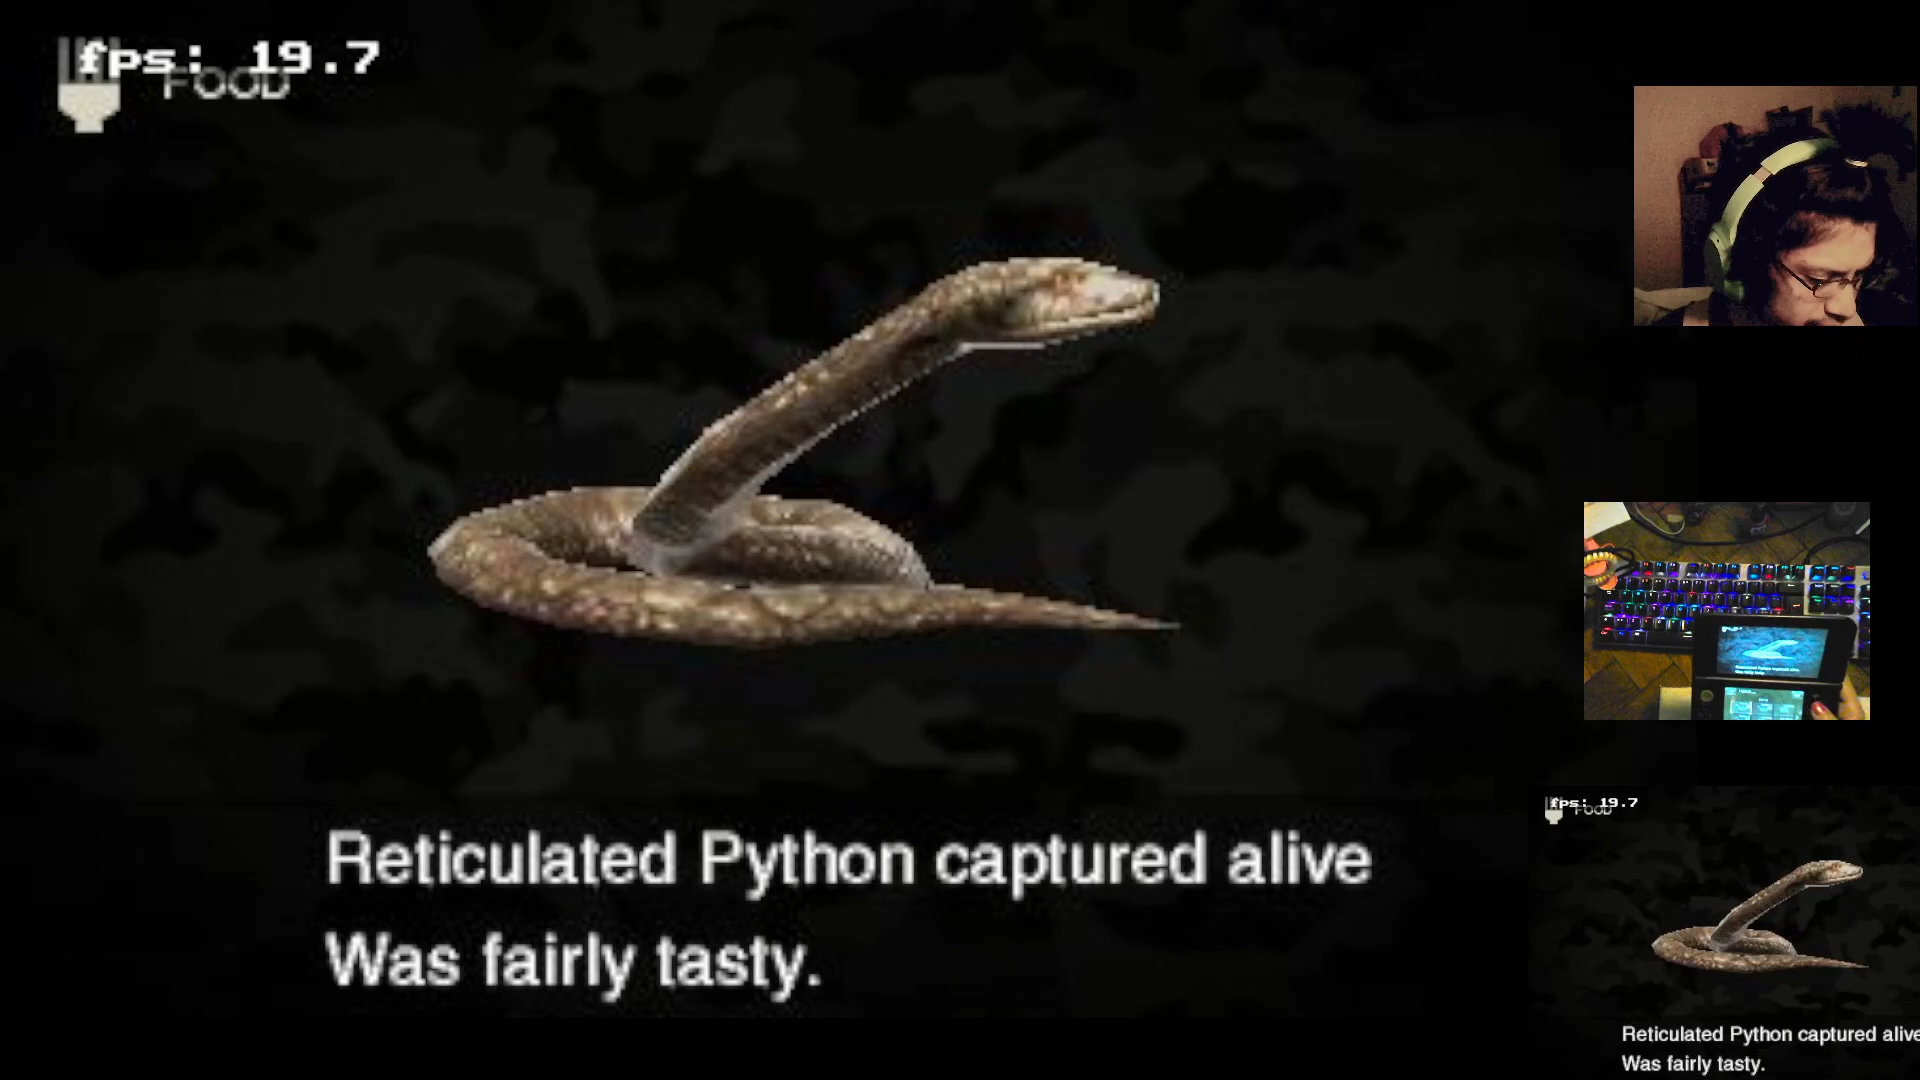 fps: 19.7
FOOD
Reticulated Python captured alive
Was fairly tasty.
fps: 19.7
FOOD
Reticulated Python captured alive
Was fairly tasty.